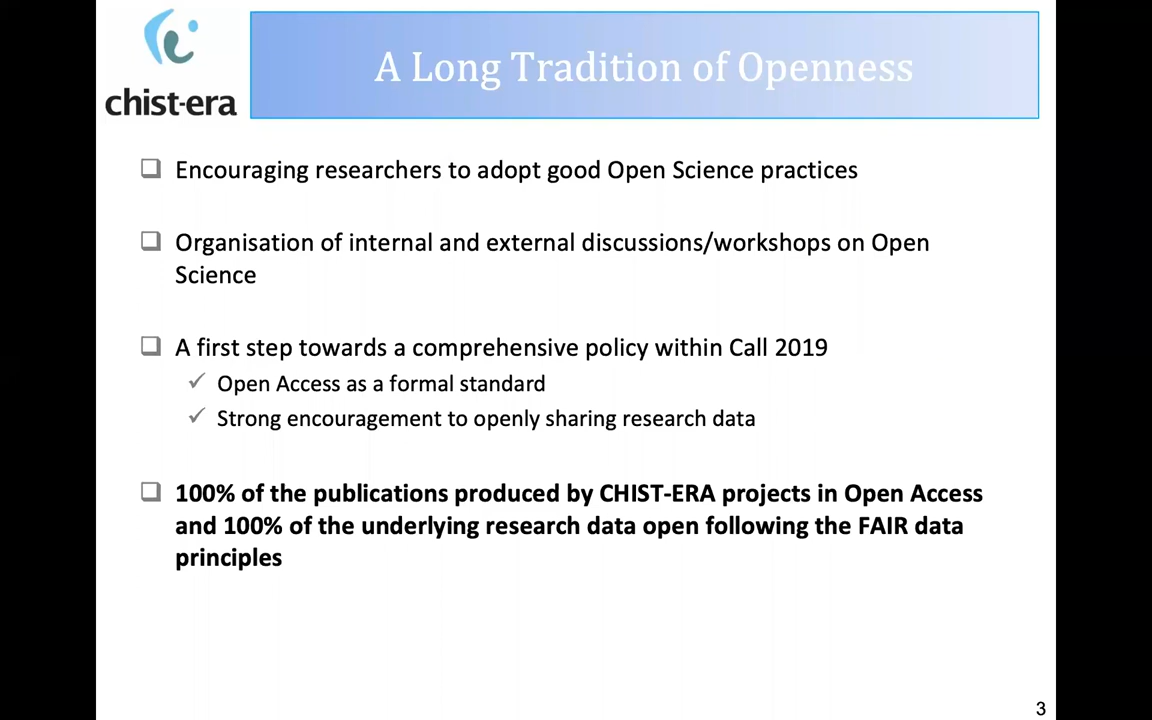 chist-era
A Long Tradition of Openness
Encouraging researchers to adopt good Open Science practices
Organisation of internal and external discussions/workshops on Open
Science
A first step towards a comprehensive policy within Call 2019
Open Access as a formal standard
Strong encouragement to openly sharing research data
100% of the publications produced by CHIST-ERA projects in Open Access
and 100% of the underlying research data open following the FAIR data
principles
3